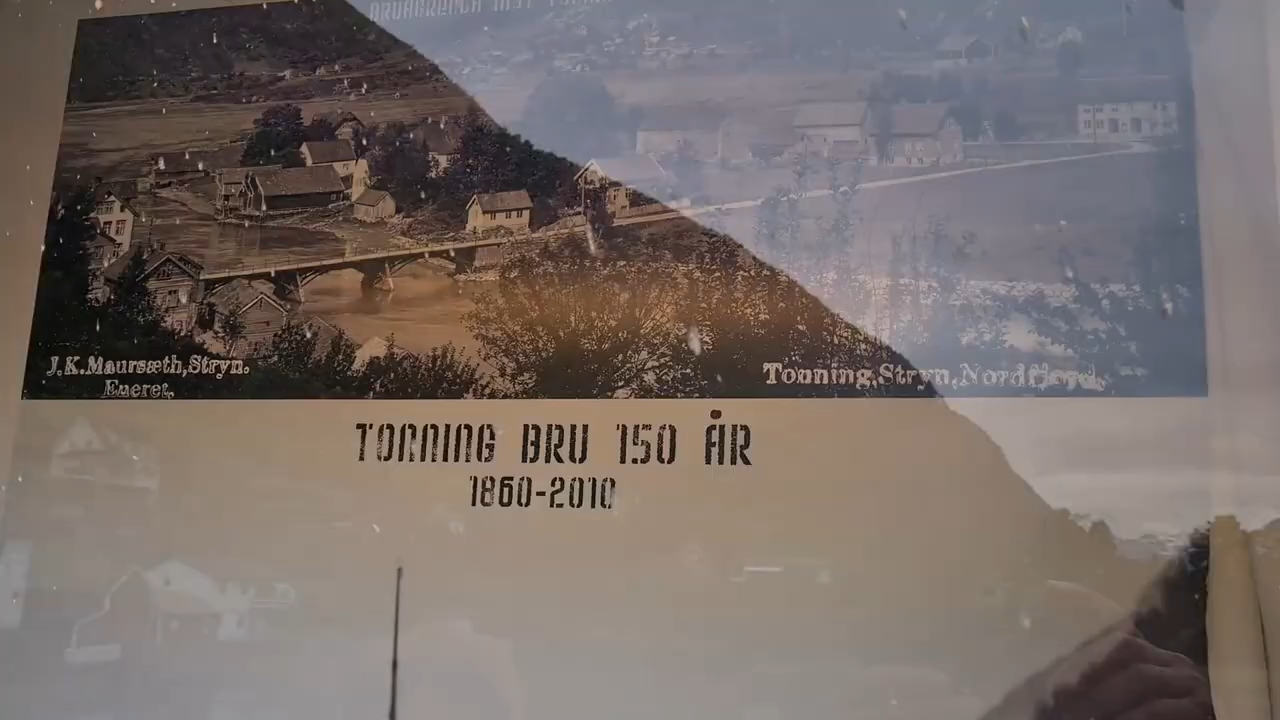 J.K.Maursæth, Stryn.
Eneret.
Tonning, Stryn, Nordfjord.
TONNING BRU 150 ÅR
1860-2010